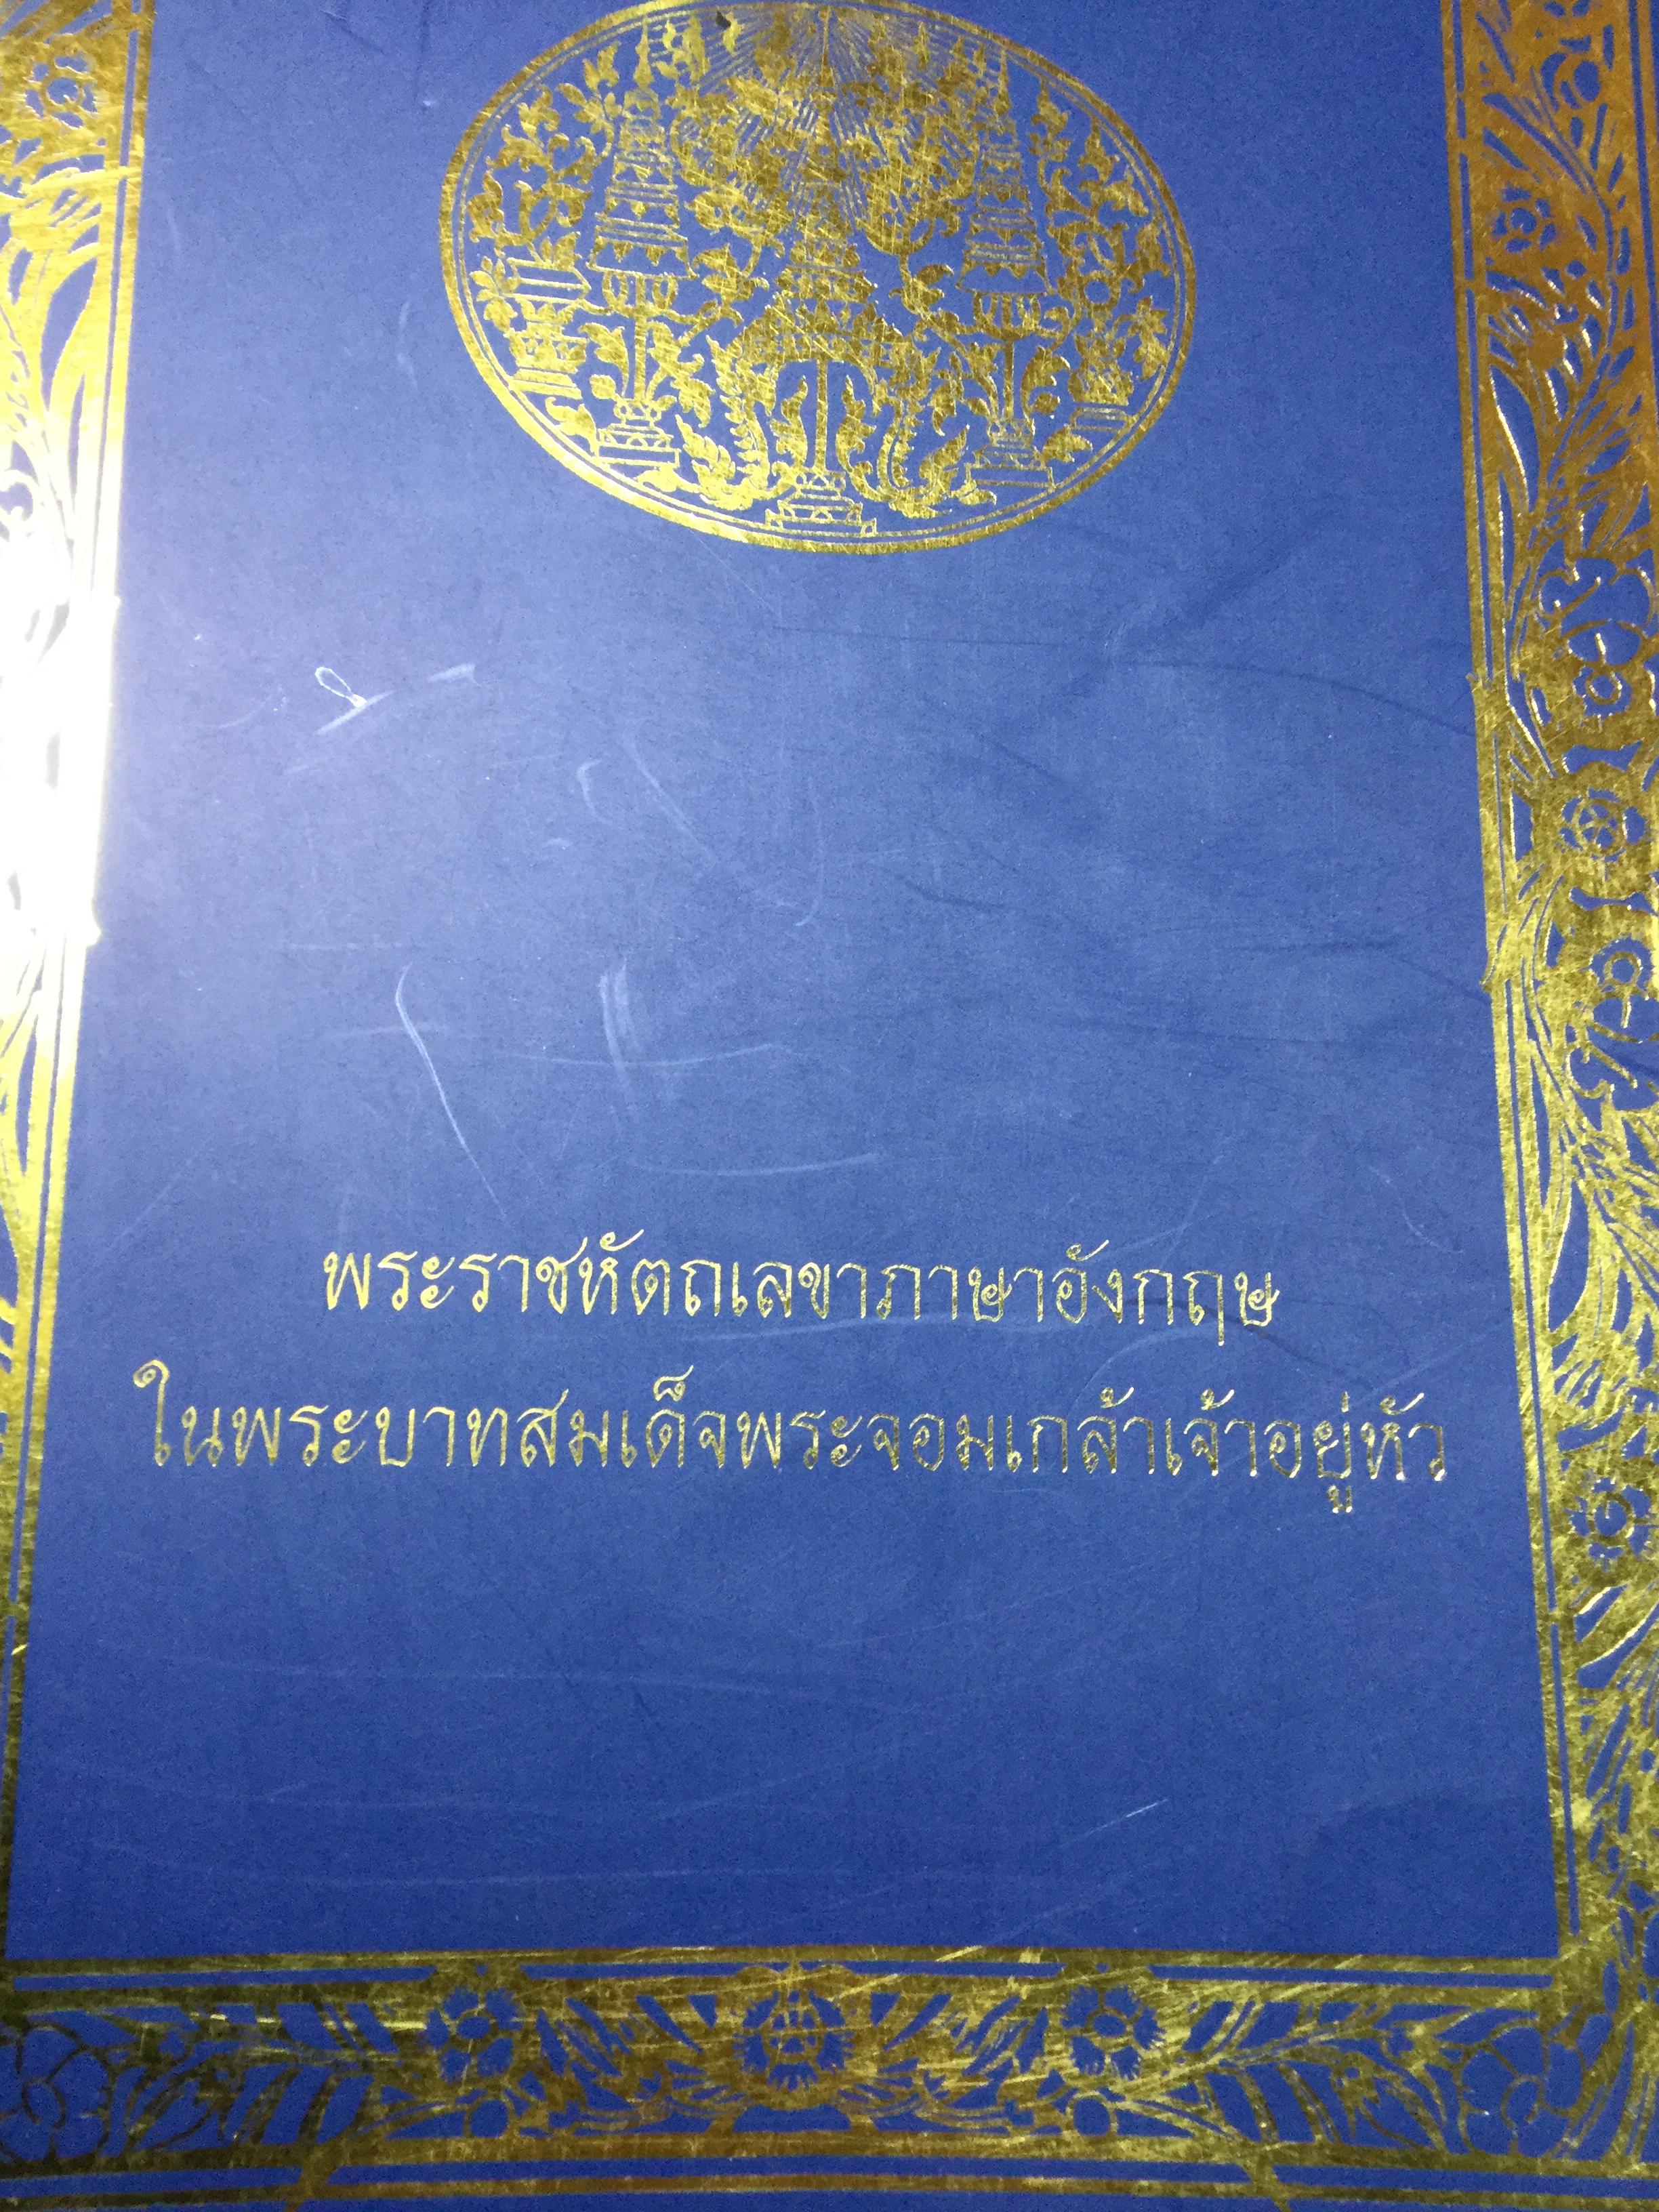 พระราชหัตถเลขาภาษาอังกฤษ
ในพระบาทสมเด็จพระจอมเกล้าเจ้าอยู่หัว